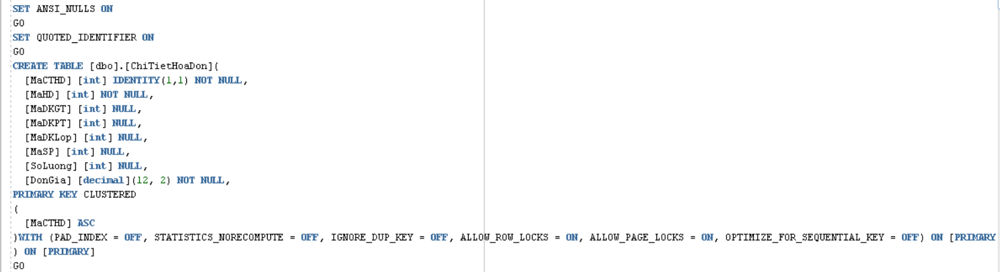 SET ANSI_NULLS ON
GO
SET QUOTED_IDENTIFIER ON
GO
CREATE TABLE [dbo].[ChiTietHoaDon](
  [MaCTHD] [int] IDENTITY(1,1) NOT NULL,
  [MaHD] [int] NOT NULL,
  [MaDKGT] [int] NULL,
  [MaDKPT] [int] NULL,
  [MaDKLop] [int] NULL,
  [MaSP] [int] NULL,
  [SoLuong] [int] NULL,
  [DonGia] [decimal](12, 2) NOT NULL,
PRIMARY KEY CLUSTERED
(
  [MaCTHD] ASC
)WITH (PAD_INDEX = OFF, STATISTICS_NORECOMPUTE = OFF, IGNORE_DUP_KEY = OFF, ALLOW_ROW_LOCKS = ON, ALLOW_PAGE_LOCKS = ON, OPTIMIZE_FOR_SEQUENTIAL_KEY = OFF) ON [PRIMARY
) ON [PRIMARY]
GO